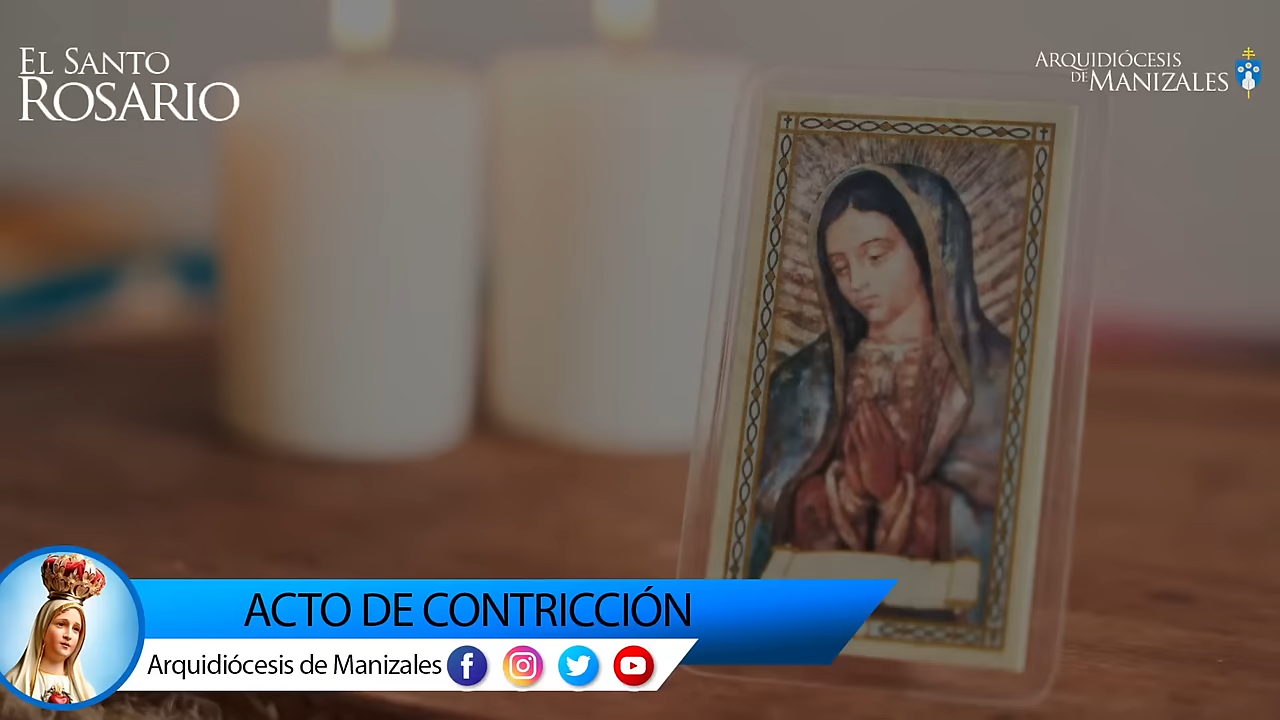 EL SANTO
ROSARIO
ARQUIDIÓCESIS
DE MANIZALES
ACTO DE CONTRICCIÓN
Arquidiócesis de Manizales